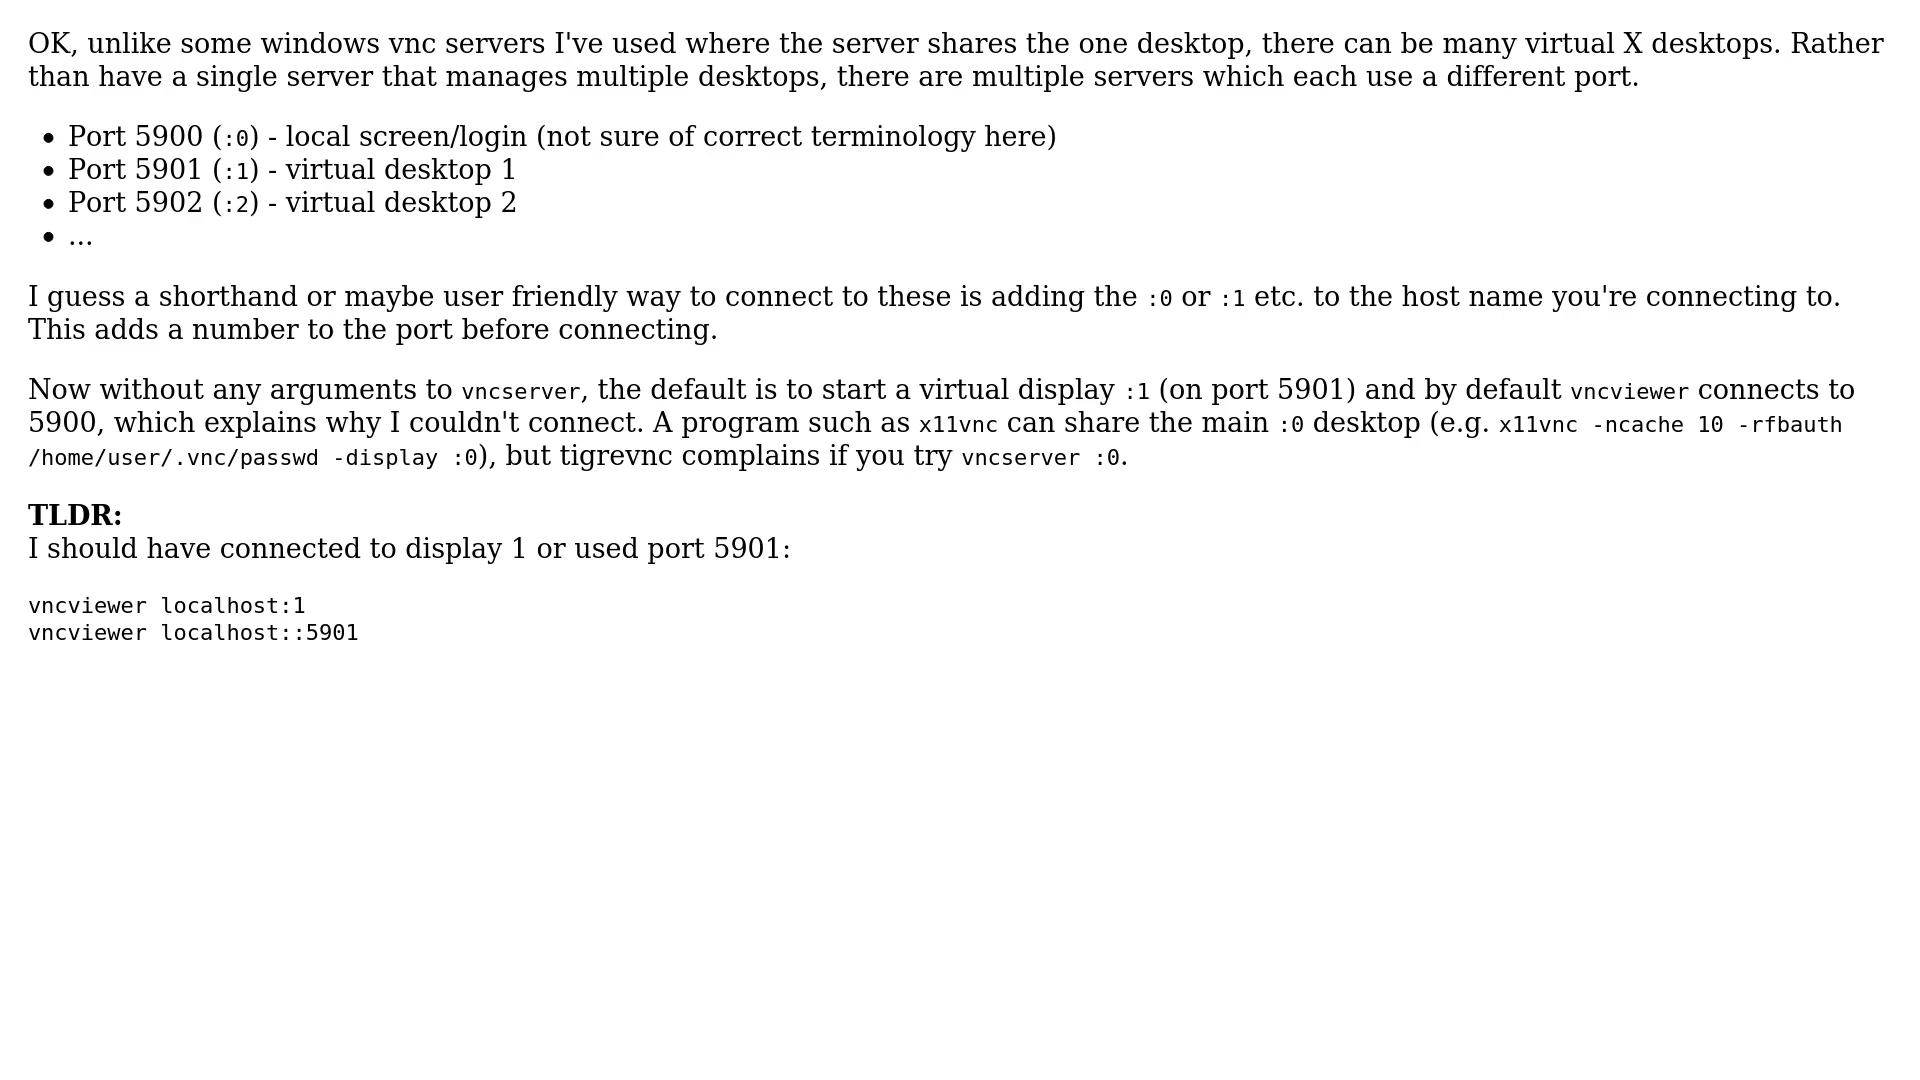 OK, unlike some windows vnc servers I've used where the server shares the one desktop, there can be many virtual X desktops. Rather
than have a single server that manages multiple desktops, there are multiple servers which each use a different port.
• Port 5900 (:0) - local screen/login (not sure of correct terminology here)
• Port 5901 (:1) - virtual desktop 1
• Port 5902 (:2) - virtual desktop 2
• ...
I guess a shorthand or maybe user friendly way to connect to these is adding the :0 or :1 etc. to the host name you're connecting to.
This adds a number to the port before connecting.
Now without any arguments to vncserver, the default is to start a virtual display :1 (on port 5901) and by default vncviewer connects to
5900, which explains why I couldn't connect. A program such as x11vnc can share the main :0 desktop (e.g. x11vnc -ncache 10 -rfbauth
/home/user/.vnc/passwd -display :0), but tigrevnc complains if you try vncserver :0.
TLDR:
I should have connected to display 1 or used port 5901:
vncviewer localhost:1
vncviewer localhost::5901